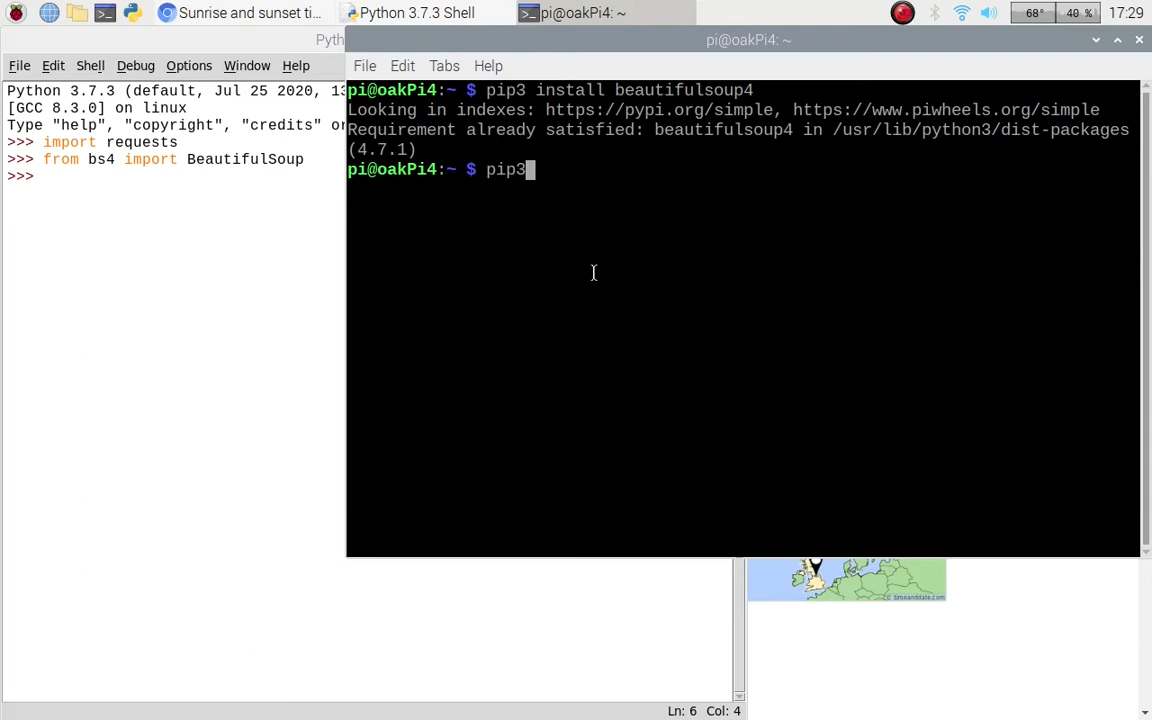 Sunrise and sunset ti...
Python 3.7.3 Shell
pi@oakPi4: ~
68°
40 %
17:29
Pyth
File Edit Shell Debug Options Window Help
Python 3.7.3 (default, Jul 25 2020, 13
[GCC 8.3.0] on linux
Type "help", "copyright", "credits" or
>>> import requests
>>> from bs4 import BeautifulSoup
>>>
pi@oakPi4: ~
File Edit Tabs Help
pi@oakPi4:~ $ pip3 install beautifulsoup4
Looking in indexes: https://pypi.org/simple, https://www.piwheels.org/simple
Requirement already satisfied: beautifulsoup4 in /usr/lib/python3/dist-packages
(4.7.1)
pi@oakPi4:~ $ pip3
© timeanddate.com
Ln: 6 Col: 4